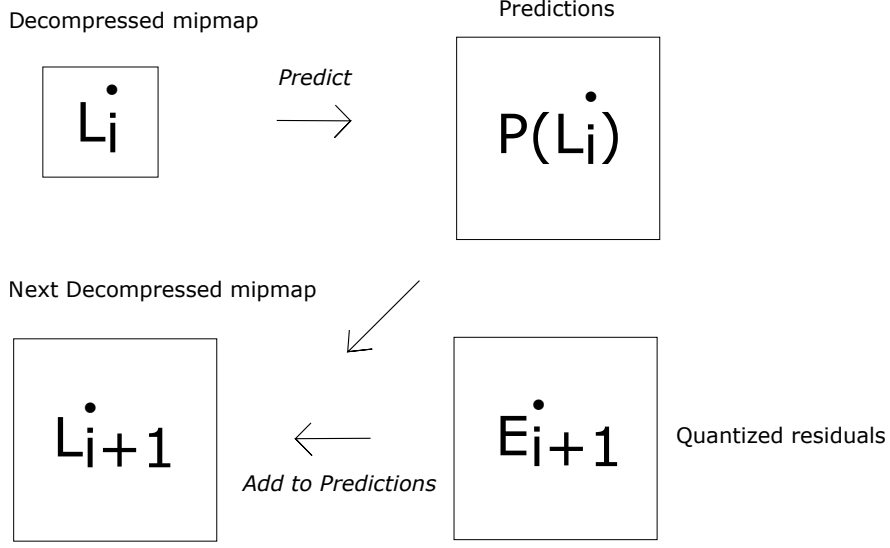 Decompressed mipmap
Predictions
L̇i
Predict
P(L̇i)
Next Decompressed mipmap
L̇i+1
Ėi+1
Quantized residuals
Add to Predictions